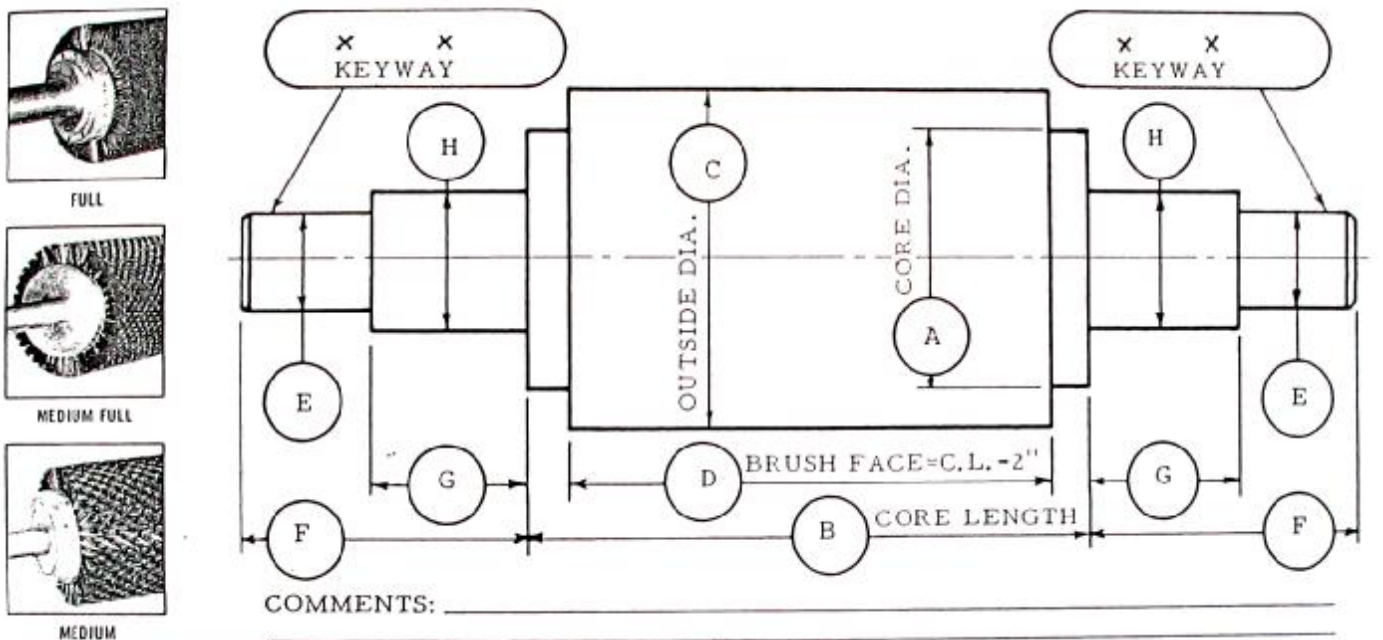 FULL
MEDIUM FULL
MEDIUM
× ×
KEYWAY
× ×
KEYWAY
H
C
OUTSIDE DIA.
CORE DIA.
A
H
E
E
G
D
BRUSH FACE=C.L.-2"
G
F
B
CORE LENGTH
F
COMMENTS: